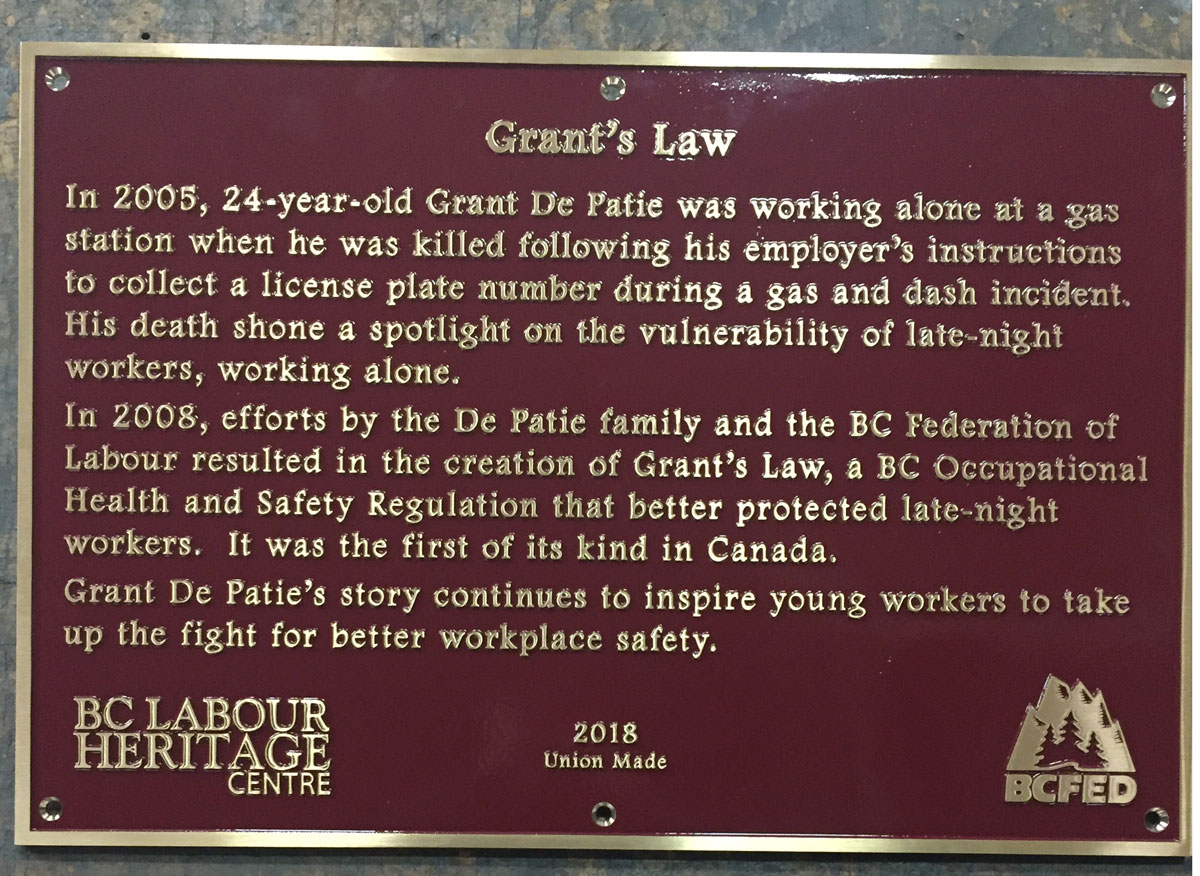 Grant's Law
In 2005, 24-year-old Grant De Patie was working alone at a gas
station when he was killed following his employer's instructions
to collect a license plate number during a gas and dash incident.
His death shone a spotlight on the vulnerability of late-night
workers, working alone.
In 2008, efforts by the De Patie family and the BC Federation of
Labour resulted in the creation of Grant's Law, a BC Occupational
Health and Safety Regulation that better protected late-night
workers.  It was the first of its kind in Canada.
Grant De Patie's story continues to inspire young workers to take
up the fight for better workplace safety.
BC LABOUR
HERITAGE
CENTRE
2018
Union Made
BCFED